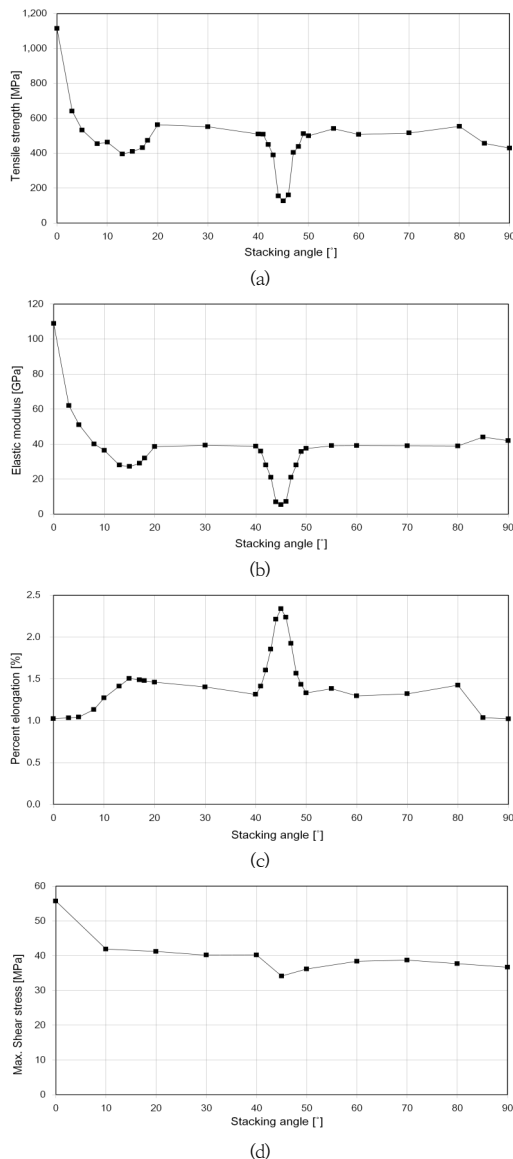 1,200
1,000
800
600
400
200
0
Tensile strength [MPa]
0 10 20 30 40 50 60 70 80 90
Stacking angle [°]
(a)
120
100
80
60
40
20
0
Elastic modulus [GPa]
0 10 20 30 40 50 60 70 80 90
Stacking angle [°]
(b)
2.5
2.0
1.5
1.0
0.5
0.0
Percent elongation [%]
0 10 20 30 40 50 60 70 80 90
Stacking angle [°]
(c)
60
50
40
30
20
10
0
Max. Shear stress [MPa]
0 10 20 30 40 50 60 70 80 90
Stacking angle [°]
(d)